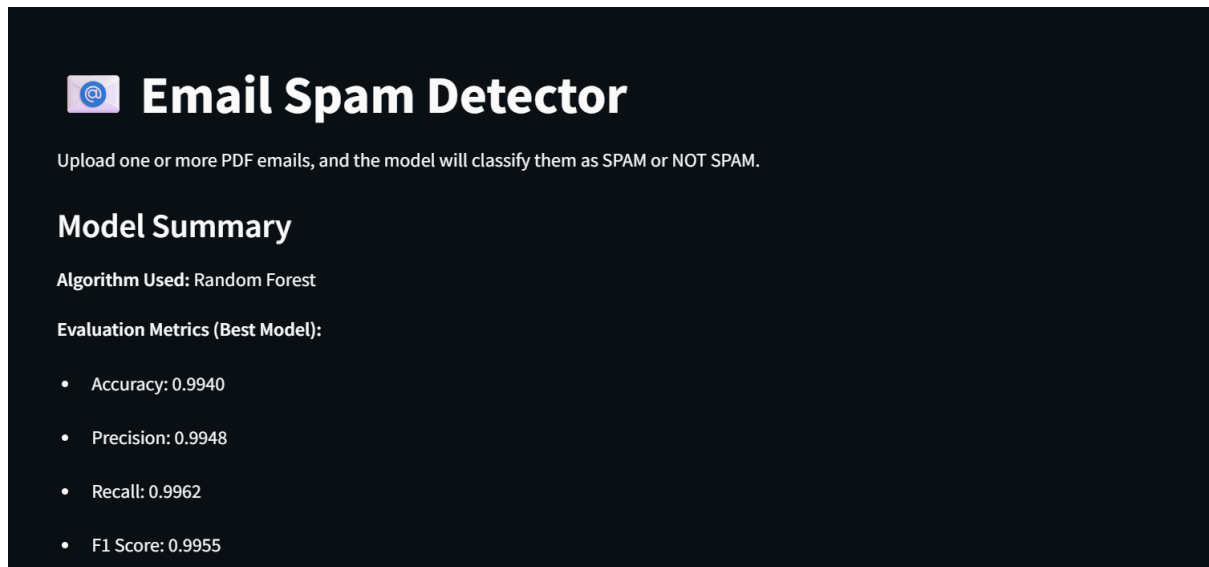 Email Spam Detector
Upload one or more PDF emails, and the model will classify them as SPAM or NOT SPAM.
Model Summary
Algorithm Used: Random Forest
Evaluation Metrics (Best Model):
• Accuracy: 0.9940
• Precision: 0.9948
• Recall: 0.9962
• F1 Score: 0.9955